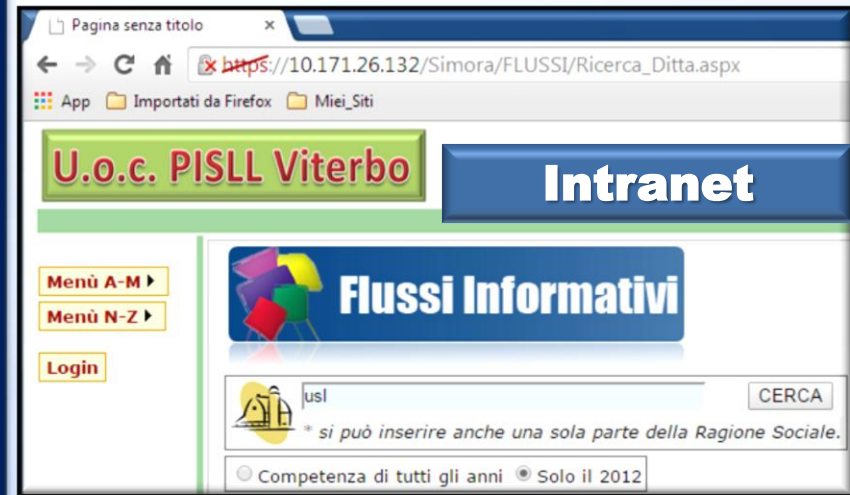 Pagina senza titolo
https://10.171.26.132/Simora/FLUSSI/Ricerca_Ditta.aspx
App Importati da Firefox Miei_Siti
U.o.c. PISLL Viterbo
Intranet
Menù A-M
Menù N-Z
Login
Flussi Informativi
usl CERCA
* si può inserire anche una sola parte della Ragione Sociale.
Competenza di tutti gli anni Solo il 2012